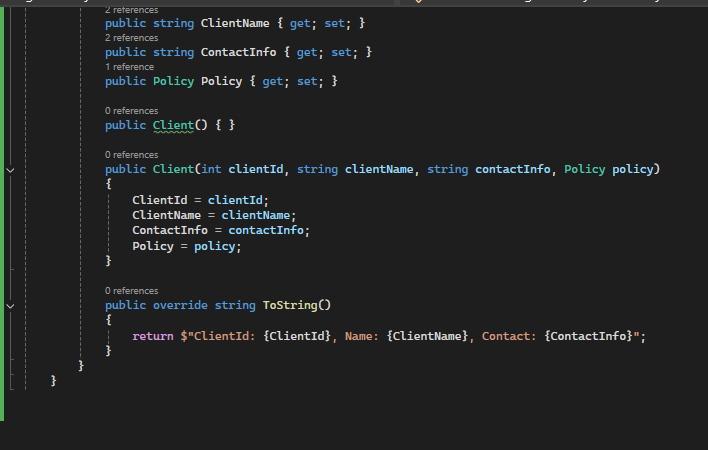 2 references
public string ClientName { get; set; }
2 references
public string ContactInfo { get; set; }
1 reference
public Policy Policy { get; set; }
0 references
public Client() { }
0 references
public Client(int clientId, string clientName, string contactInfo, Policy policy)
{
ClientId = clientId;
ClientName = clientName;
ContactInfo = contactInfo;
Policy = policy;
}
0 references
public override string ToString()
{
return $"ClientId: {ClientId}, Name: {ClientName}, Contact: {ContactInfo}";
}
}
}